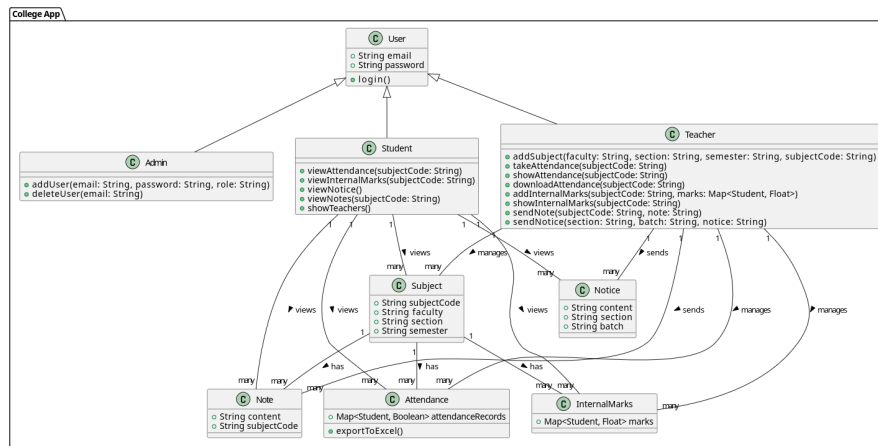 College App
C User
String email
String password
login()
C Admin
addUser(email: String, password: String, role: String)
deleteUser(email: String)
C Student
viewAttendance(subjectCode: String)
viewInternalMarks(subjectCode: String)
viewNotice()
viewNotes(subjectCode: String)
showTeachers()
C Teacher
addSubject(faculty: String, section: String, semester: String, subjectCode: String)
takeAttendance(subjectCode: String)
showAttendance(subjectCode: String)
downloadAttendance(subjectCode: String)
addInternalMarks(subjectCode: String, marks: Map<Student, Float>)
showInternalMarks(subjectCode: String)
sendNote(subjectCode: String, note: String)
sendNotice(section: String, batch: String, notice: String)
1 1 1 1 1 1 1 1 1 1
views manages views sends
many many many many
C Subject
String subjectCode
String faculty
String section
String semester
C Notice
String content
String section
String batch
views views views sends manages manages
1 1 1
has has has
many many many many many many many many many
C Note
String content
String subjectCode
C Attendance
Map<Student, Boolean> attendanceRecords
exportToExcel()
C InternalMarks
Map<Student, Float> marks